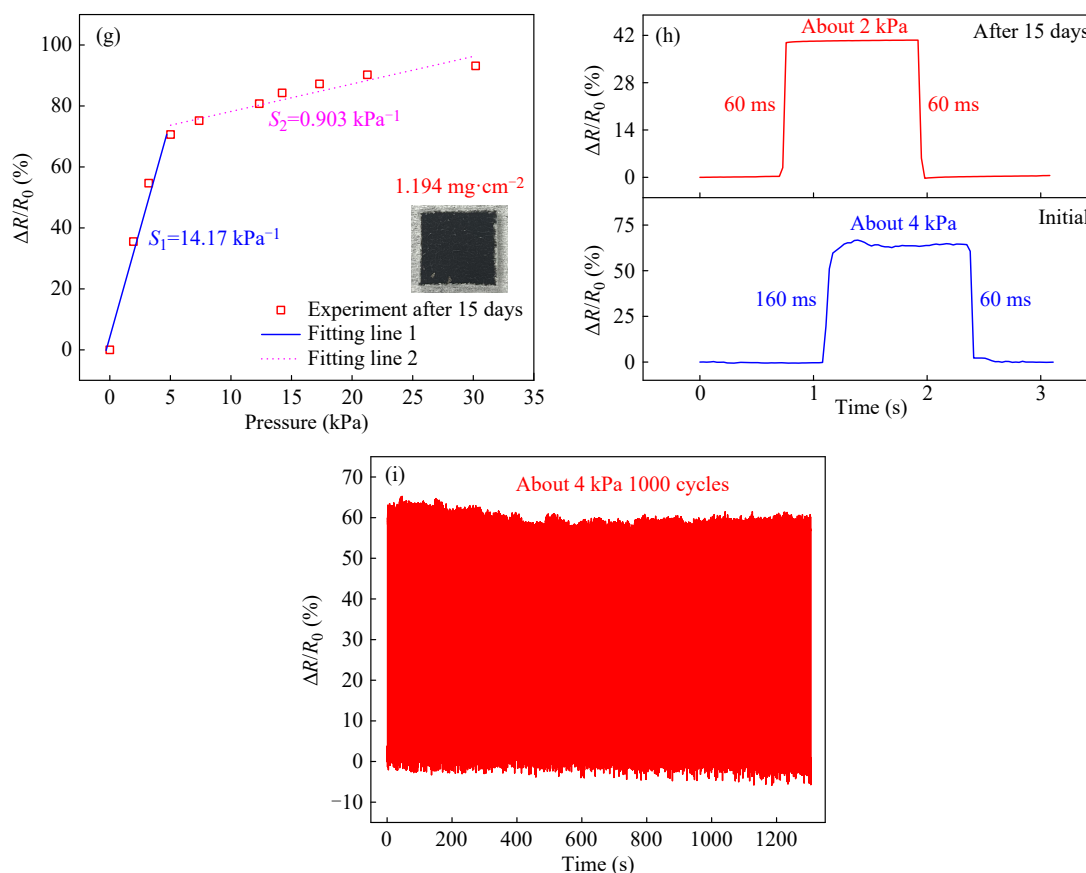 (g)
100
80
60
40
20
0
ΔR/R₀ (%)
S₂=0.903 kPa⁻¹
1.194 mg·cm⁻²
S₁=14.17 kPa⁻¹
Experiment after 15 days
Fitting line 1
Fitting line 2
0 5 10 15 20 25 30 35
Pressure (kPa)
(h)
About 2 kPa
After 15 days
42
28
14
0
ΔR/R₀ (%)
60 ms
60 ms
Initial
About 4 kPa
75
50
25
0
ΔR/R₀ (%)
160 ms
60 ms
0 1 2 3
Time (s)
(i)
About 4 kPa 1000 cycles
70
60
50
40
30
20
10
0
−10
ΔR/R₀ (%)
0 200 400 600 800 1000 1200
Time (s)